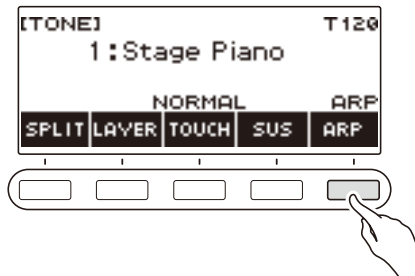 [TONE] T120
1:Stage Piano
NORMAL ARP
SPLIT LAYER TOUCH SUS ARP